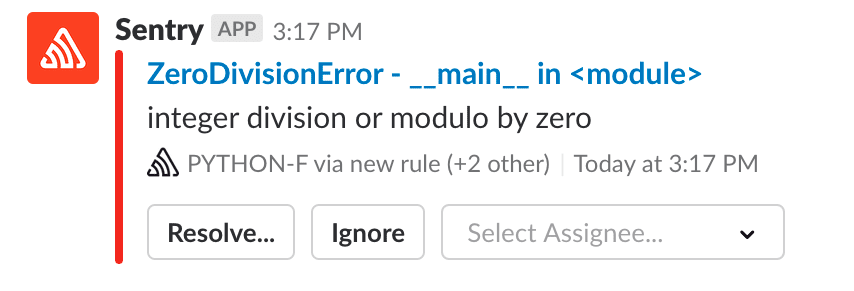 Sentry APP 3:17 PM
ZeroDivisionError - __main__ in <module>
integer division or modulo by zero
PYTHON-F via new rule (+2 other) | Today at 3:17 PM
Resolve... Ignore Select Assignee...